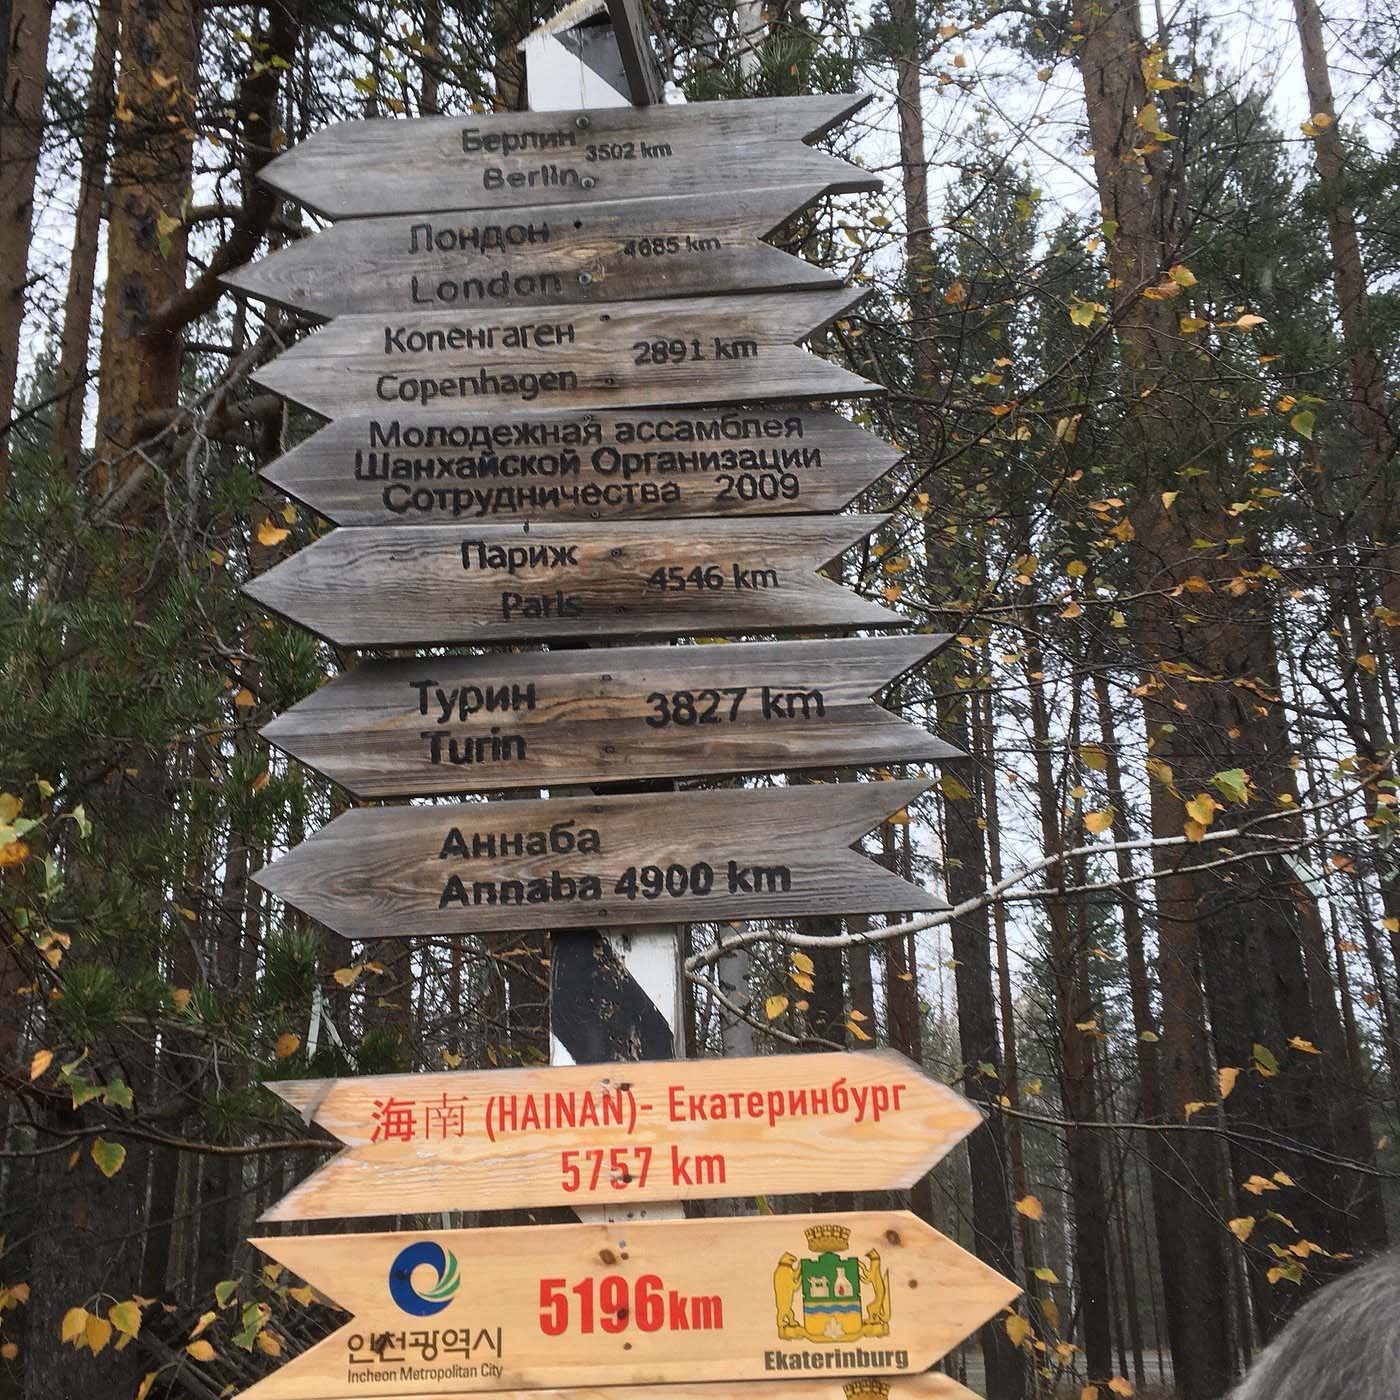 Берлин 3502 km
Berlin
Лондон 4685 km
London
Копенгаген 2891 km
Copenhagen
Молодежная ассамблея
Шанхайской Организации
Сотрудничества 2009
Париж 4546 km
Paris
Турин 3827 km
Turin
Аннаба
Annaba 4900 km
海南 (HAINAN)- Екатеринбург
5757 km
5196km
인천광역시
Incheon Metropolitan City
Ekaterinburg